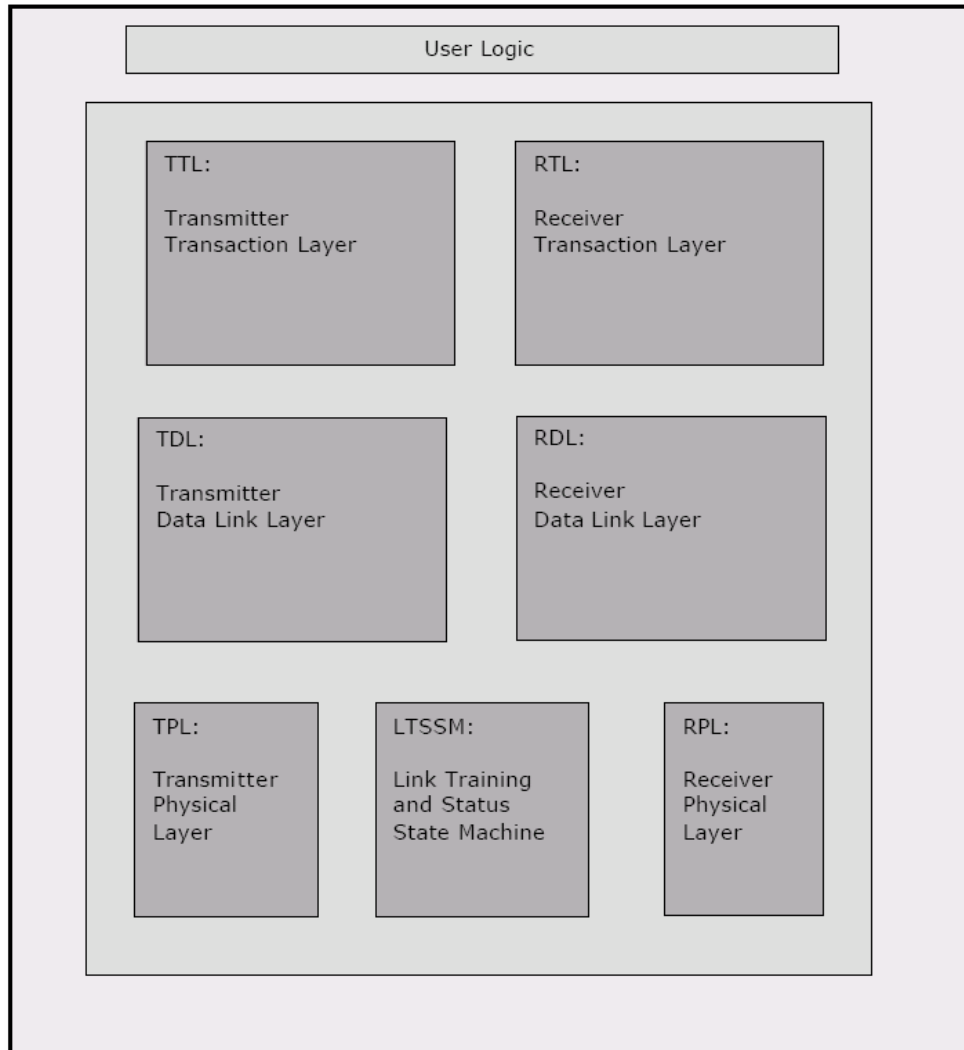 User Logic
TTL:
Transmitter
Transaction Layer
RTL:
Receiver
Transaction Layer
TDL:
Transmitter
Data Link Layer
RDL:
Receiver
Data Link Layer
TPL:
Transmitter
Physical
Layer
LTSSM:
Link Training
and Status
State Machine
RPL:
Receiver
Physical
Layer